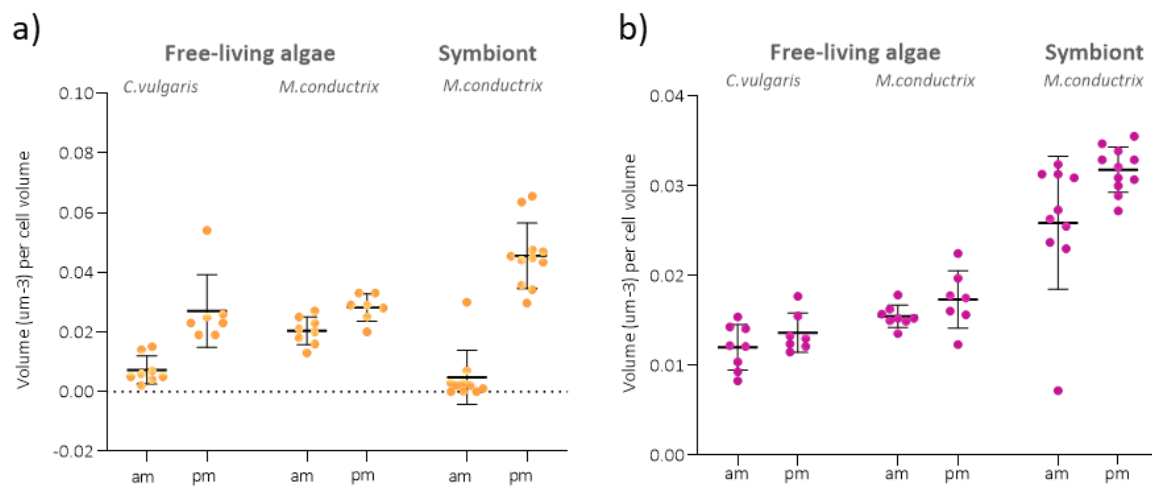 a)
Free-living algae Symbiont
C.vulgaris M.conductrix M.conductrix
Volume (um-3) per cell volume
0.10
0.08
0.06
0.04
0.02
0.00
-0.02
am pm am pm am pm
b)
Free-living algae Symbiont
C.vulgaris M.conductrix M.conductrix
Volume (um-3) per cell volume
0.04
0.03
0.02
0.01
0.00
am pm am pm am pm